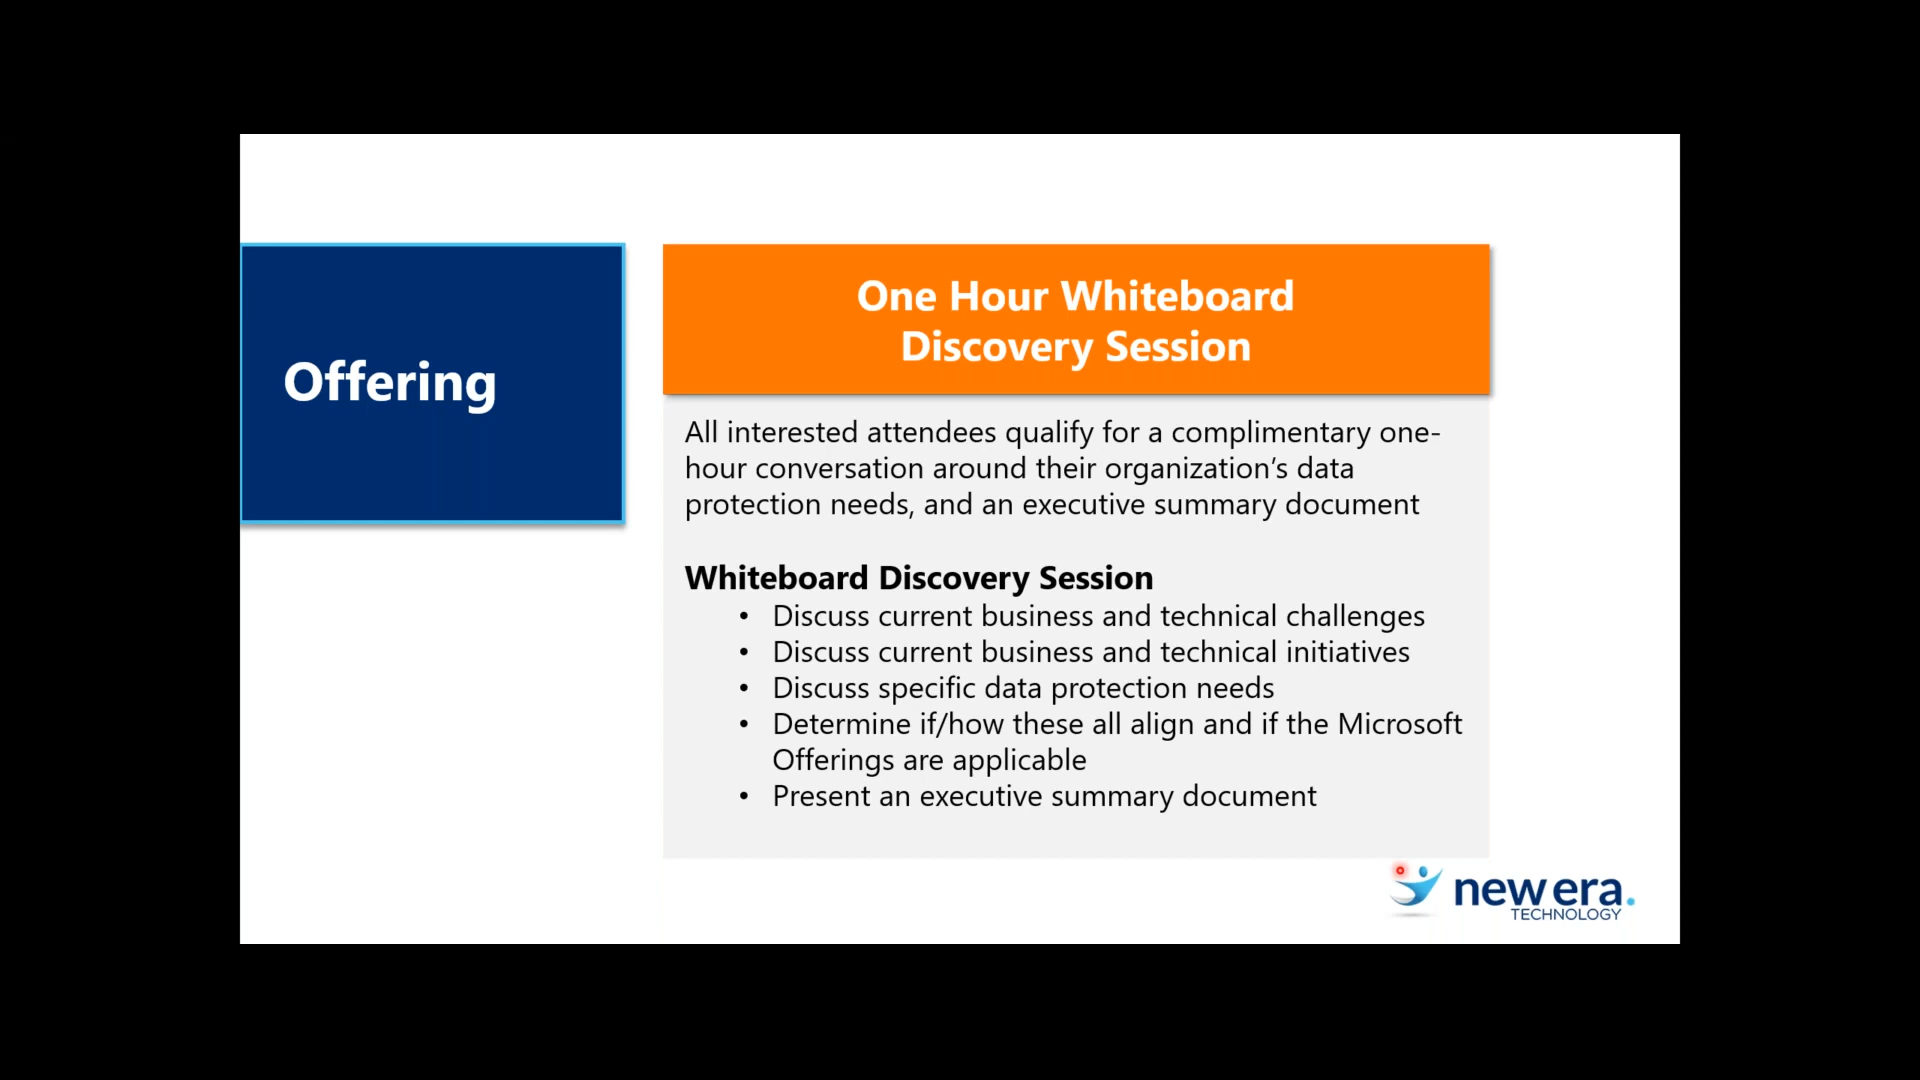 Offering
One Hour Whiteboard
Discovery Session
All interested attendees qualify for a complimentary one-
hour conversation around their organization’s data
protection needs, and an executive summary document
Whiteboard Discovery Session
• Discuss current business and technical challenges
• Discuss current business and technical initiatives
• Discuss specific data protection needs
• Determine if/how these all align and if the Microsoft
Offerings are applicable
• Present an executive summary document
new era.
TECHNOLOGY